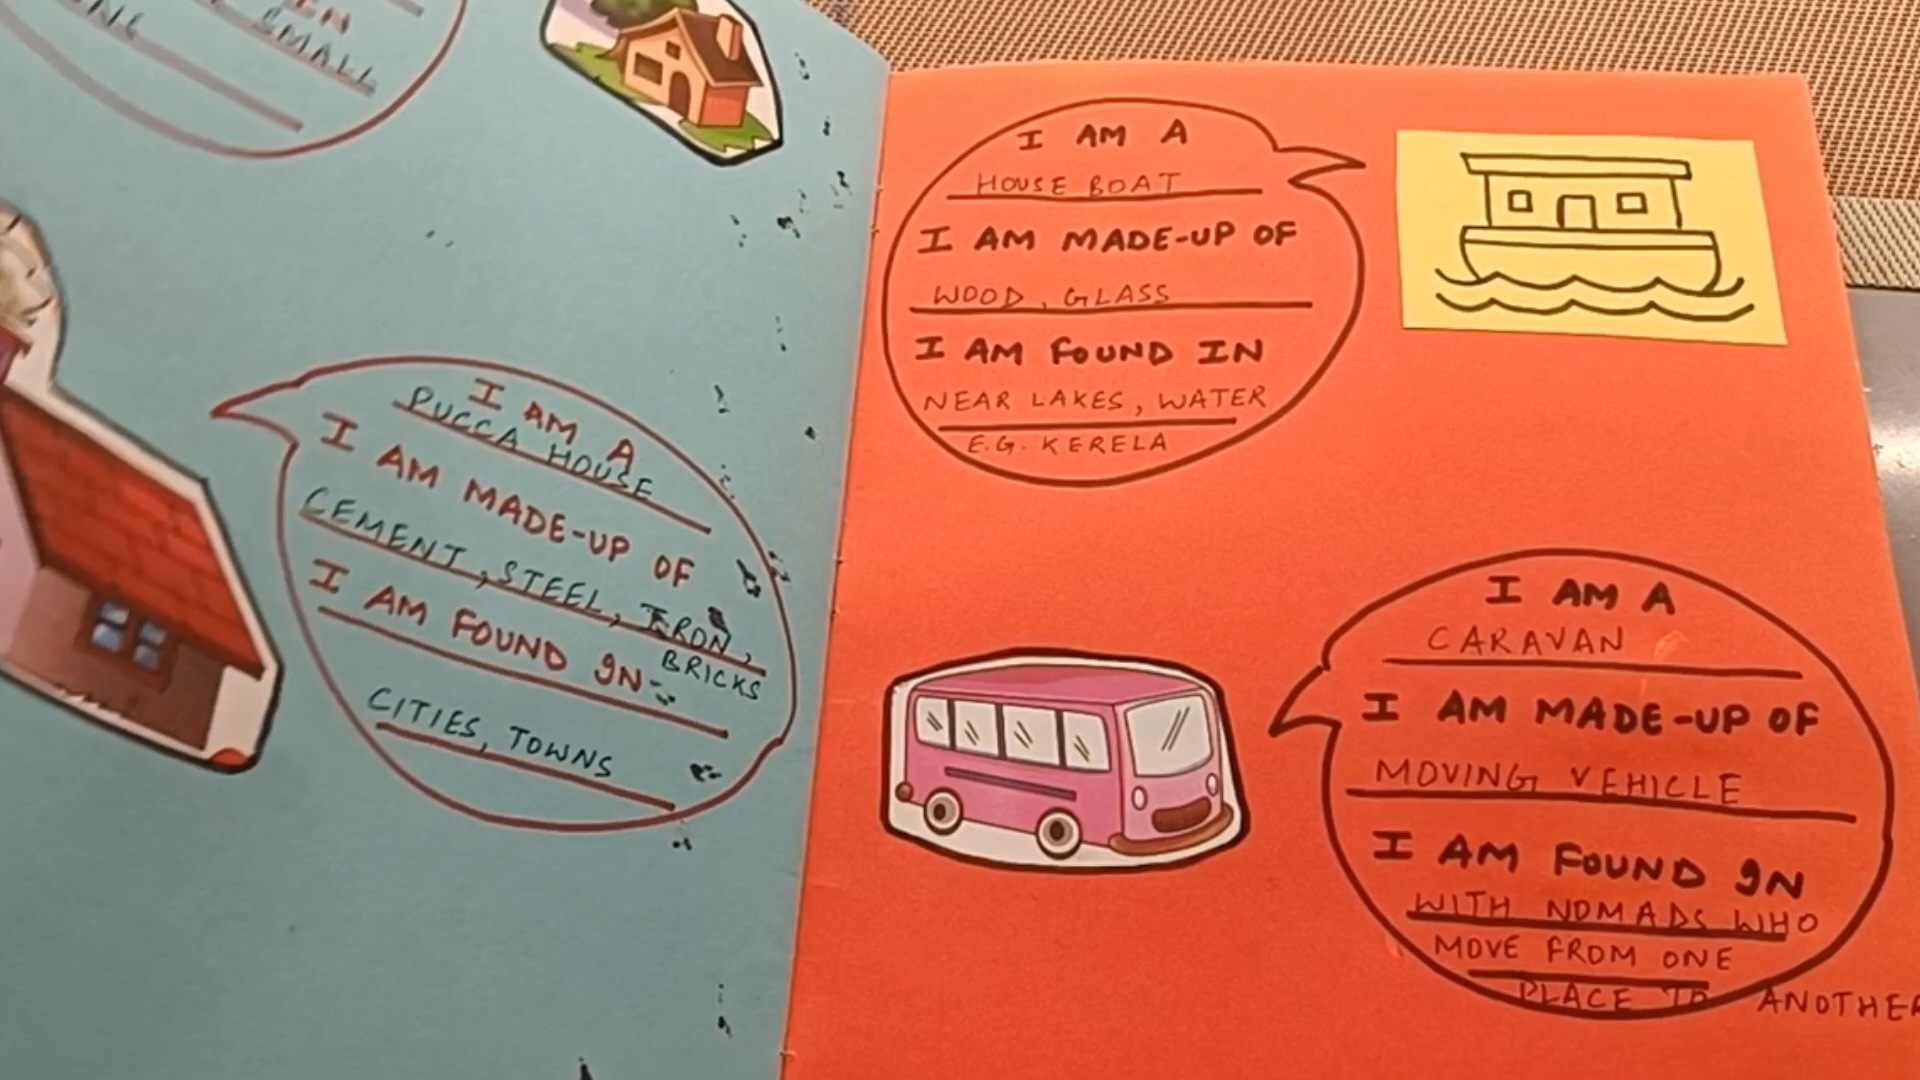 SMALL
I AM A
PUCCA HOUSE
I AM MADE-UP OF
CEMENT, STEEL, IRON,
BRICKS
I AM FOUND IN
CITIES, TOWNS
I AM A
HOUSE BOAT
I AM MADE-UP OF
WOOD, GLASS
I AM FOUND IN
NEAR LAKES, WATER
E.G. KERELA
I AM A
CARAVAN
I AM MADE-UP OF
MOVING VEHICLE
I AM FOUND IN
WITH NOMADS WHO
MOVE FROM ONE
PLACE TO ANOTHER